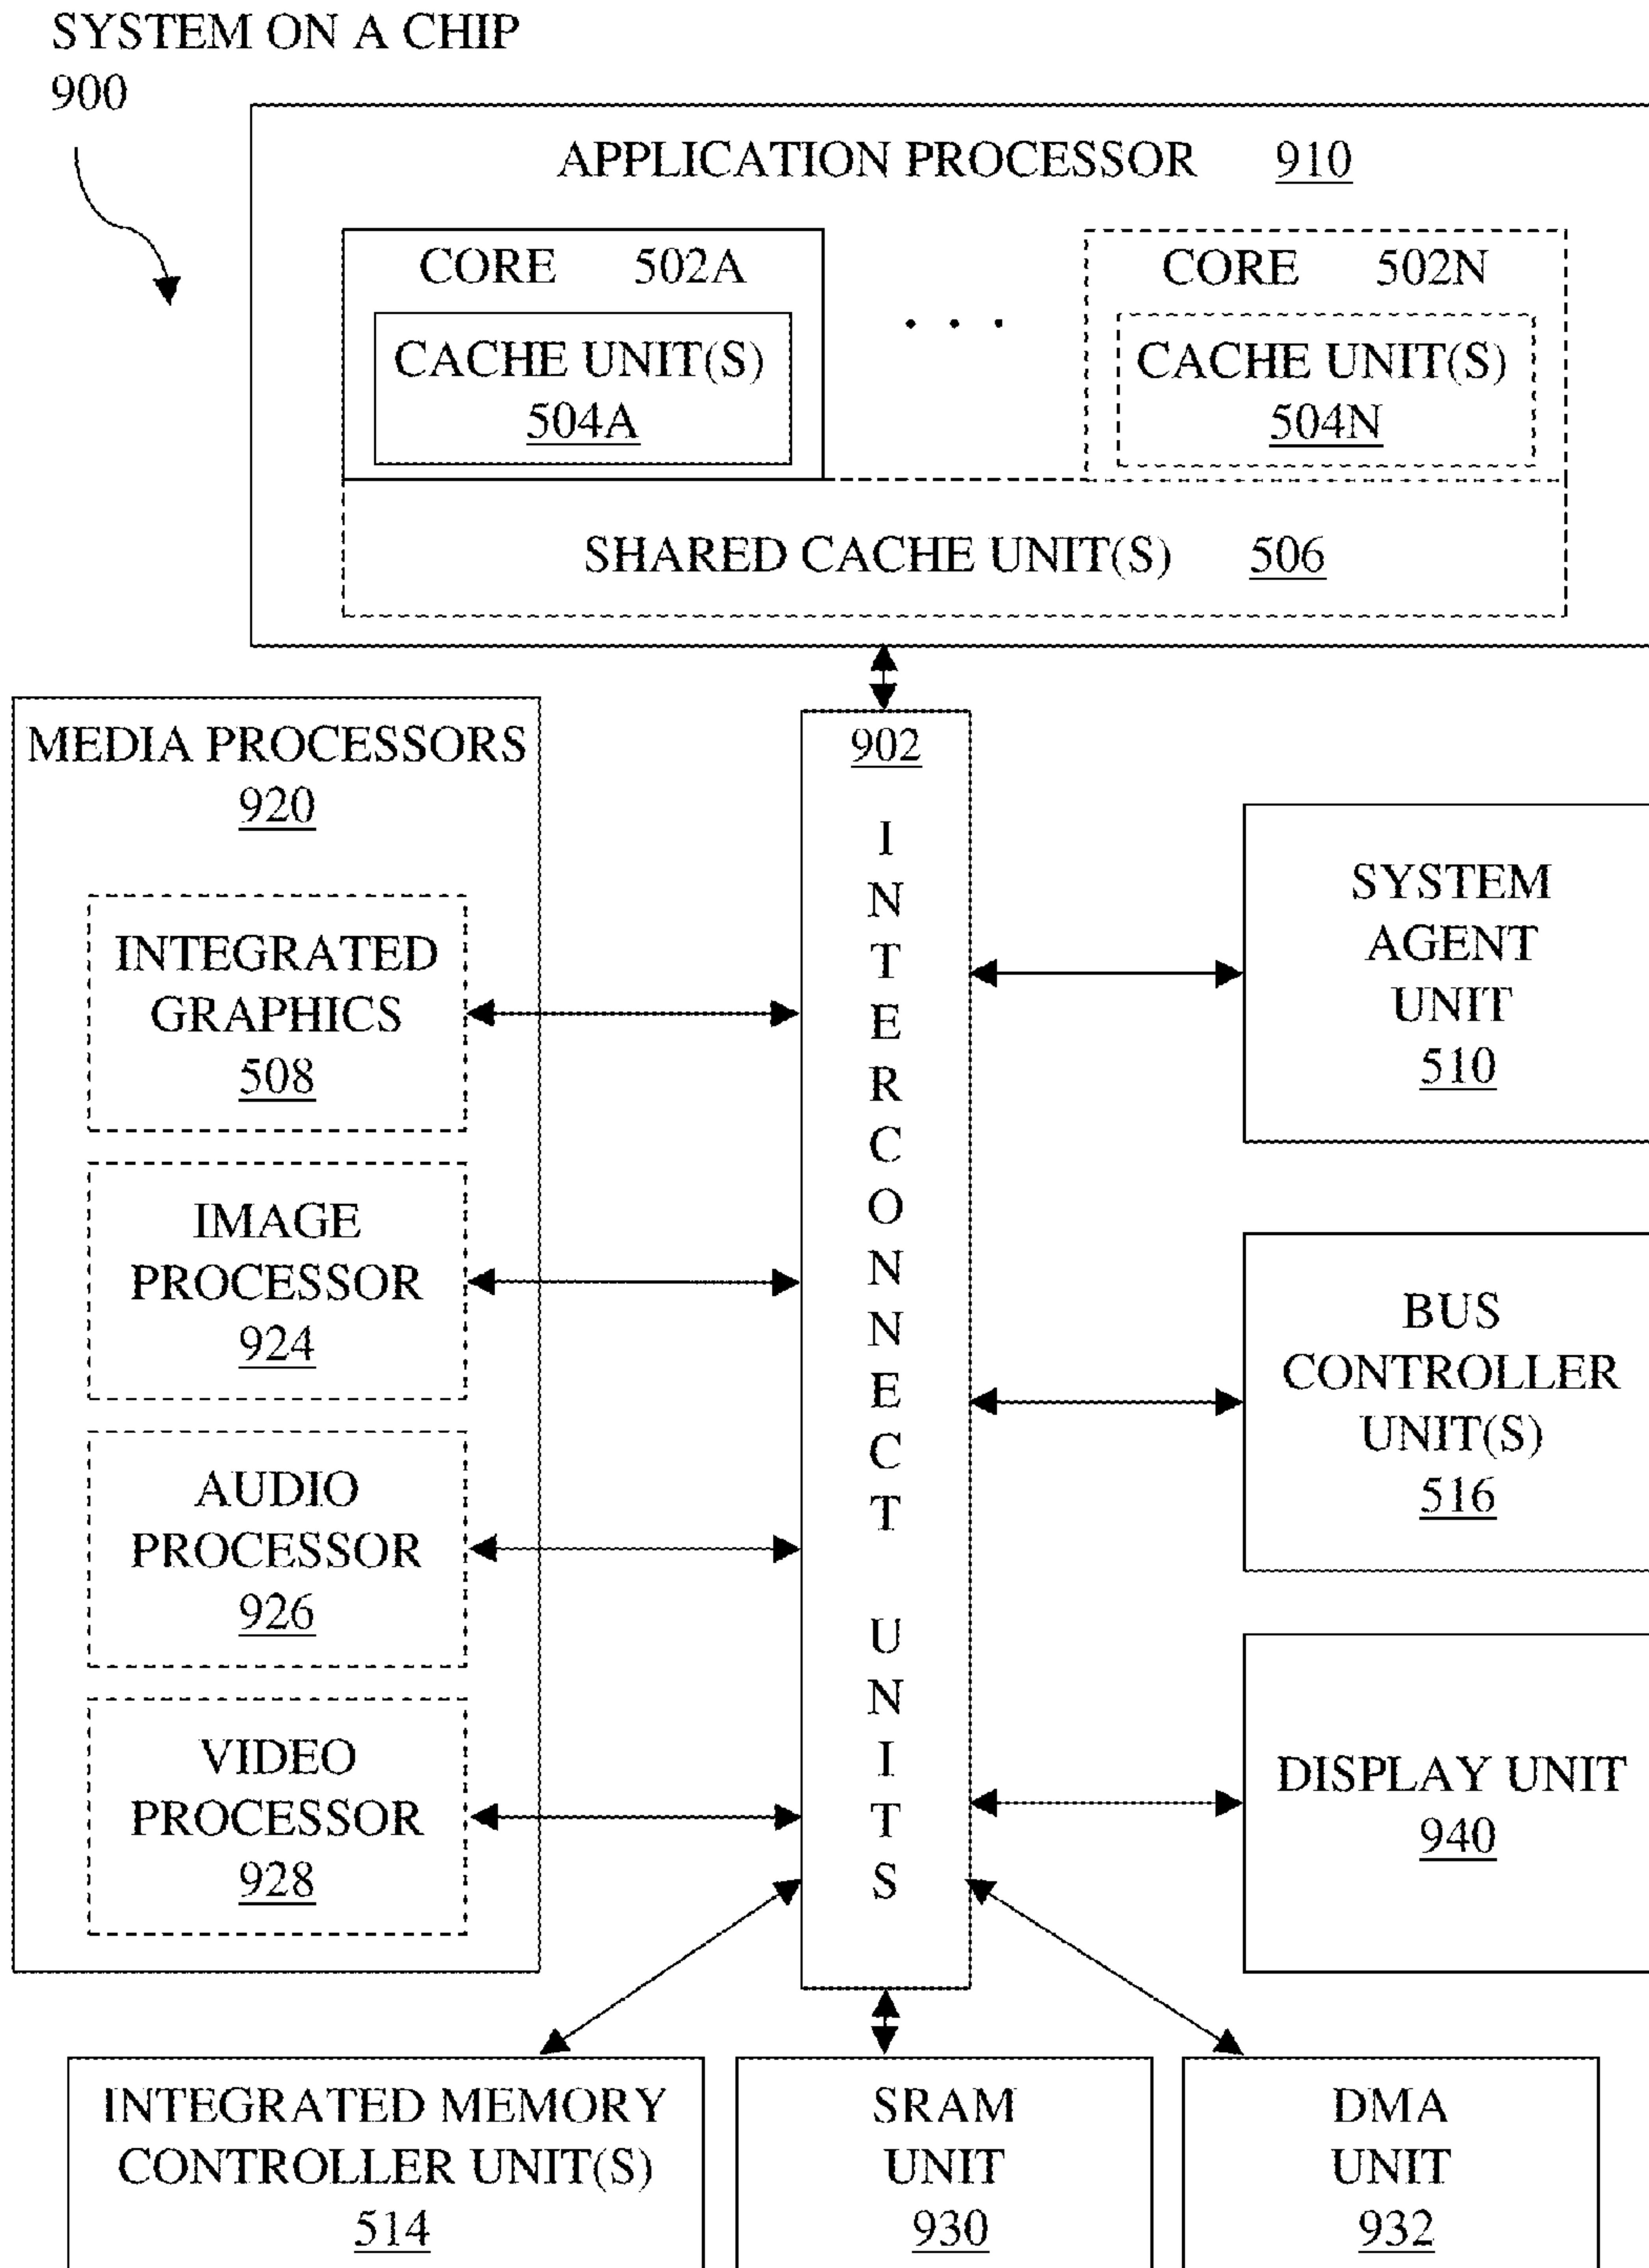 SYSTEM ON A CHIP
900
APPLICATION PROCESSOR 910
CORE 502A
CACHE UNIT(S)
504A
. . .
CORE 502N
CACHE UNIT(S)
504N
SHARED CACHE UNIT(S) 506
MEDIA PROCESSORS
920
INTEGRATED
GRAPHICS
508
IMAGE
PROCESSOR
924
AUDIO
PROCESSOR
926
VIDEO
PROCESSOR
928
902
INTERCONNECT UNITS
SYSTEM
AGENT
UNIT
510
BUS
CONTROLLER
UNIT(S)
516
DISPLAY UNIT
940
INTEGRATED MEMORY
CONTROLLER UNIT(S)
514
SRAM
UNIT
930
DMA
UNIT
932